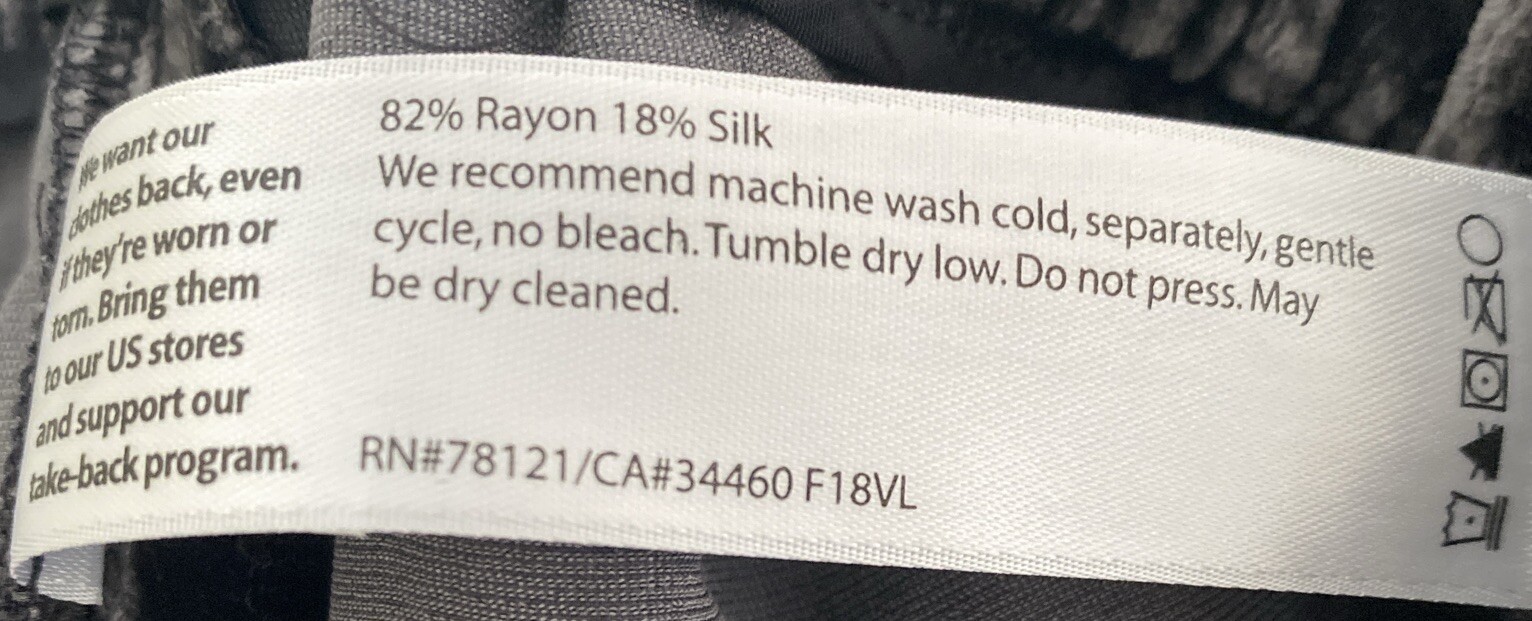 We want our
clothes back, even
if they're worn or
torn. Bring them
to our US stores
and support our
take-back program.
82% Rayon 18% Silk
We recommend machine wash cold, separately, gentle
cycle, no bleach. Tumble dry low. Do not press. May
be dry cleaned.
RN#78121/CA#34460 F18VL